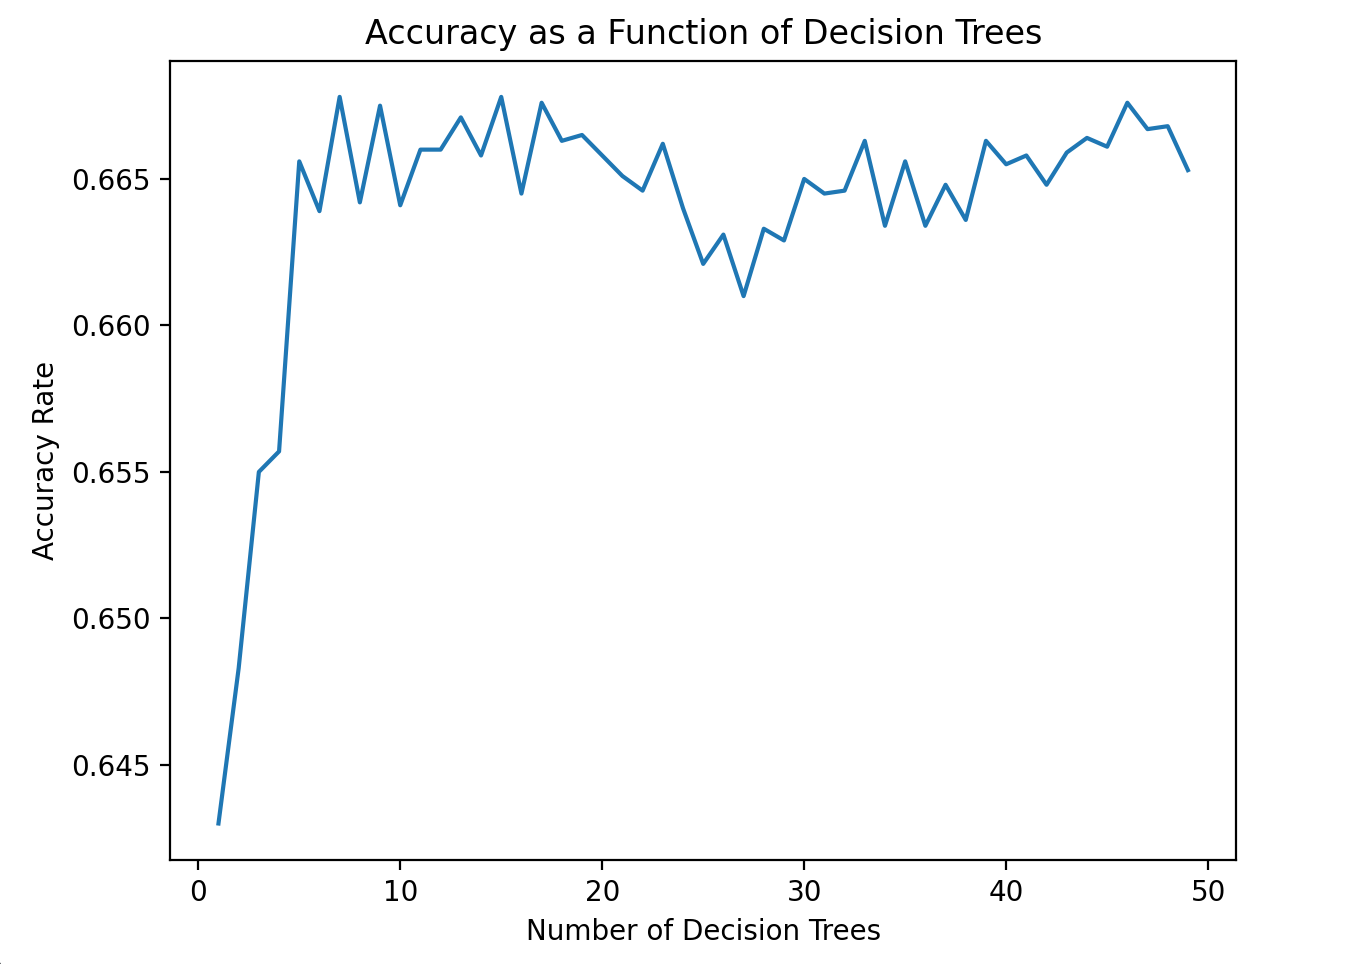 Accuracy as a Function of Decision Trees
Accuracy Rate
0.665
0.660
0.655
0.650
0.645
0 10 20 30 40 50
Number of Decision Trees